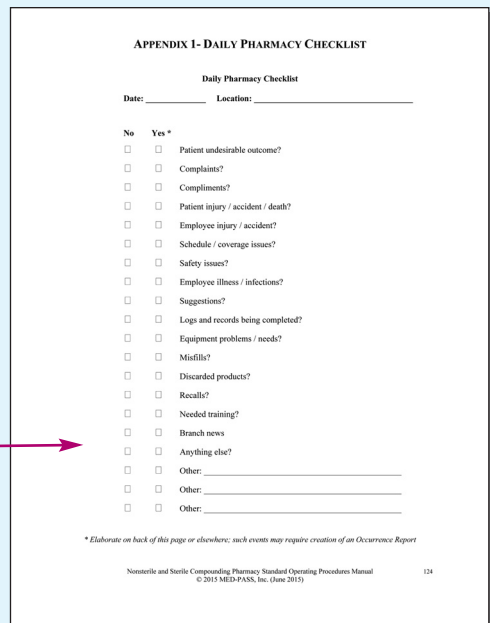 APPENDIX 1- DAILY PHARMACY CHECKLIST
Daily Pharmacy Checklist
Date: ____________ Location: ________________________________
No Yes *
☐ ☐ Patient undesirable outcome?
☐ ☐ Complaints?
☐ ☐ Compliments?
☐ ☐ Patient injury / accident / death?
☐ ☐ Employee injury / accident?
☐ ☐ Schedule / coverage issues?
☐ ☐ Safety issues?
☐ ☐ Employee illness / infections?
☐ ☐ Suggestions?
☐ ☐ Logs and records being completed?
☐ ☐ Equipment problems / needs?
☐ ☐ Misfills?
☐ ☐ Discarded products?
☐ ☐ Recalls?
☐ ☐ Needed training?
☐ ☐ Branch news
☐ ☐ Anything else?
☐ ☐ Other: ________________________________________
☐ ☐ Other: ________________________________________
☐ ☐ Other: ________________________________________
* Elaborate on back of this page or elsewhere; such events may require creation of an Occurrence Report
Nonsterile and Sterile Compounding Pharmacy Standard Operating Procedures Manual 124
© 2015 MED-PASS, Inc. (June 2015)